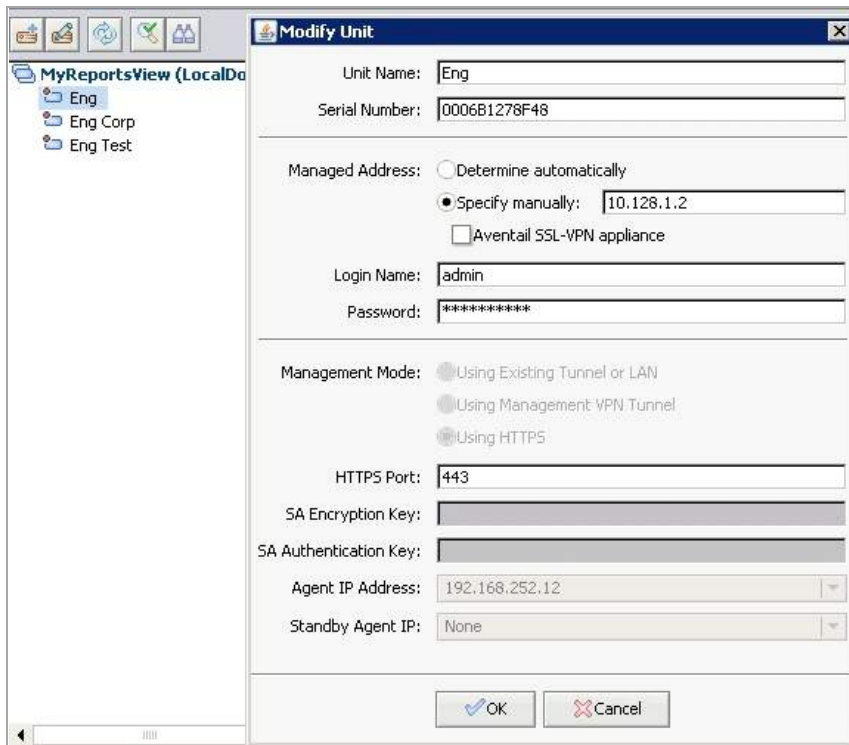 MyReportsView (LocalDo
Eng
Eng Corp
Eng Test
Modify Unit
Unit Name: Eng
Serial Number: 0006B1278F48
Managed Address: Determine automatically
Specify manually: 10.128.1.2
Aventail SSL-VPN appliance
Login Name: admin
Password: **********
Management Mode: Using Existing Tunnel or LAN
Using Management VPN Tunnel
Using HTTPS
HTTPS Port: 443
SA Encryption Key:
SA Authentication Key:
Agent IP Address: 192.168.252.12
Standby Agent IP: None
OK Cancel